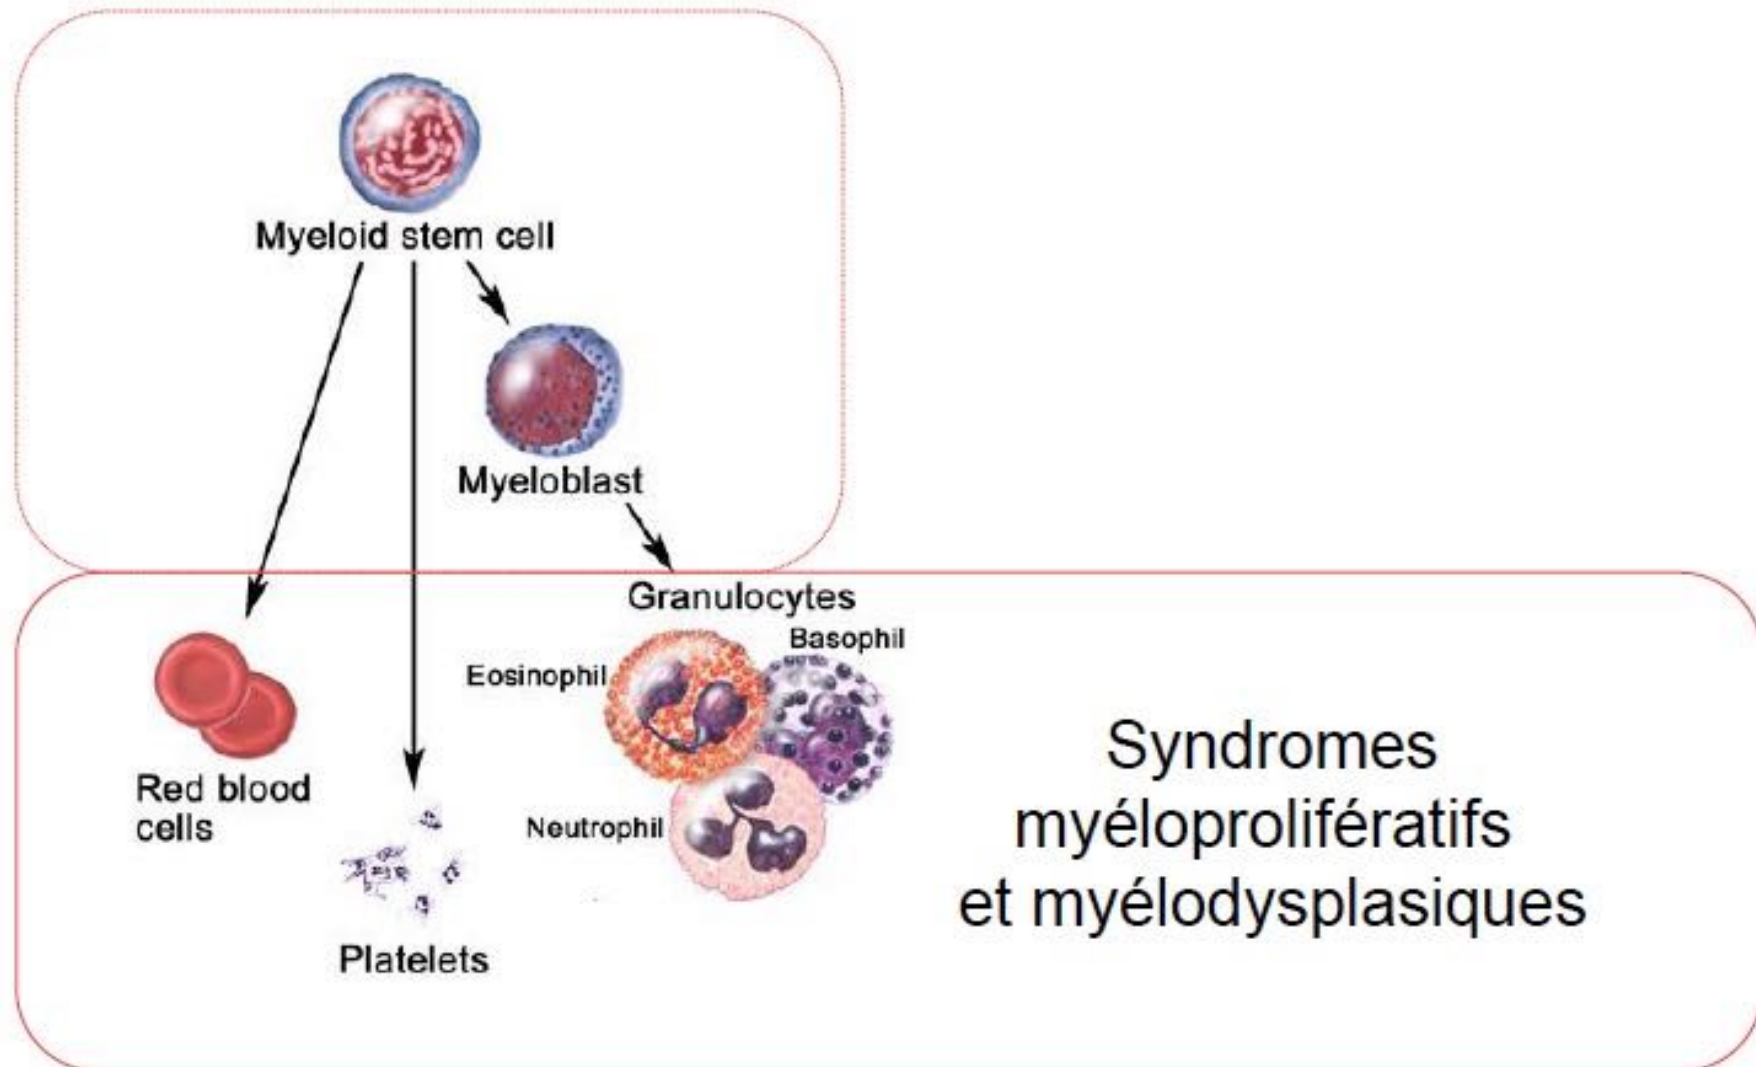 Myeloid stem cell
Myeloblast
Granulocytes
Basophil
Eosinophil
Neutrophil
Red blood
cells
Platelets
Syndromes
myéloprolifératifs
et myélodysplasiques